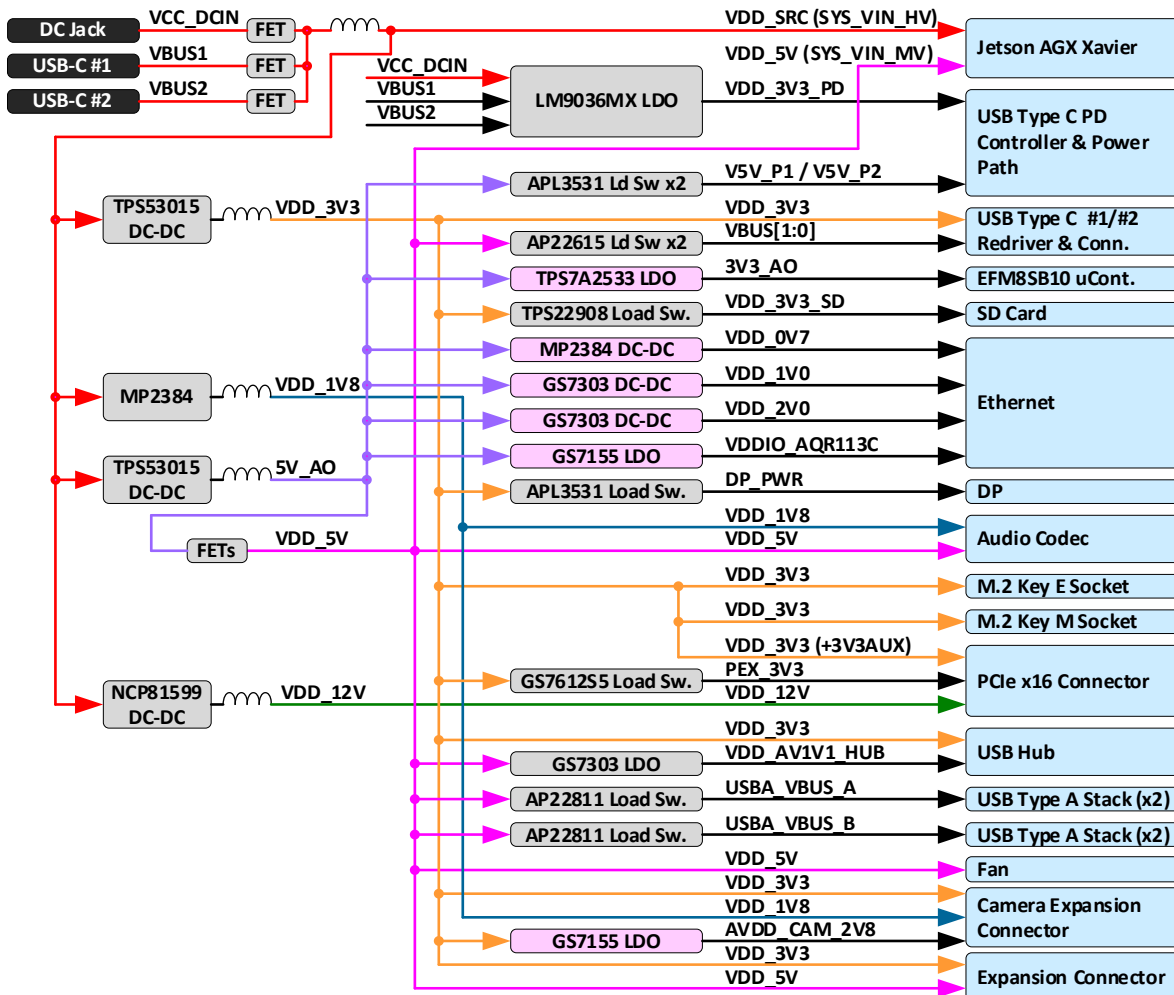 DC Jack
VCC_DCIN
FET
VDD_SRC (SYS_VIN_HV)
Jetson AGX Xavier
USB-C #1
VBUS1
FET
VDD_5V (SYS_VIN_MV)
USB-C #2
VBUS2
FET
VCC_DCIN
VBUS1
VBUS2
LM9036MX LDO
VDD_3V3_PD
USB Type C PD
Controller & Power
Path
APL3531 Ld Sw x2
V5V_P1 / V5V_P2
TPS53015
DC-DC
VDD_3V3
VDD_3V3
USB Type C #1/#2
Redriver & Conn.
AP22615 Ld Sw x2
VBUS[1:0]
TPS7A2533 LDO
3V3_AO
EFM8SB10 uCont.
TPS22908 Load Sw.
VDD_3V3_SD
SD Card
MP2384 DC-DC
VDD_0V7
Ethernet
MP2384
VDD_1V8
GS7303 DC-DC
VDD_1V0
GS7303 DC-DC
VDD_2V0
GS7155 LDO
VDDIO_AQR113C
TPS53015
DC-DC
5V_AO
APL3531 Load Sw.
DP_PWR
DP
VDD_1V8
Audio Codec
FETs
VDD_5V
VDD_5V
VDD_3V3
M.2 Key E Socket
VDD_3V3
M.2 Key M Socket
VDD_3V3 (+3V3AUX)
PCIe x16 Connector
GS7612S5 Load Sw.
PEX_3V3
NCP81599
DC-DC
VDD_12V
VDD_12V
VDD_3V3
USB Hub
GS7303 LDO
VDD_AV1V1_HUB
AP22811 Load Sw.
USBA_VBUS_A
USB Type A Stack (x2)
AP22811 Load Sw.
USBA_VBUS_B
USB Type A Stack (x2)
VDD_5V
Fan
VDD_3V3
Camera Expansion
Connector
VDD_1V8
GS7155 LDO
AVDD_CAM_2V8
VDD_3V3
Expansion Connector
VDD_5V